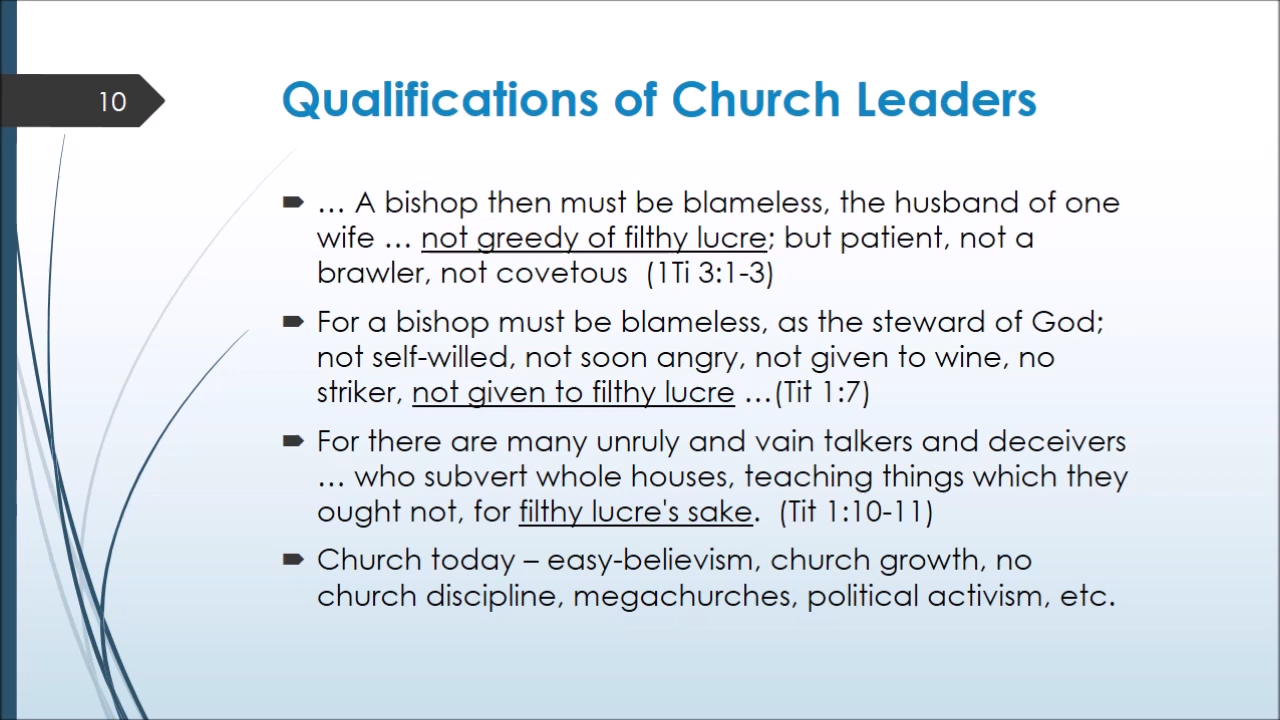 10
Qualifications of Church Leaders
… A bishop then must be blameless, the husband of one
wife … not greedy of filthy lucre; but patient, not a
brawler, not covetous  (1Ti 3:1-3)
For a bishop must be blameless, as the steward of God;
not self-willed, not soon angry, not given to wine, no
striker, not given to filthy lucre …(Tit 1:7)
For there are many unruly and vain talkers and deceivers
… who subvert whole houses, teaching things which they
ought not, for filthy lucre's sake.  (Tit 1:10-11)
Church today – easy-believism, church growth, no
church discipline, megachurches, political activism, etc.